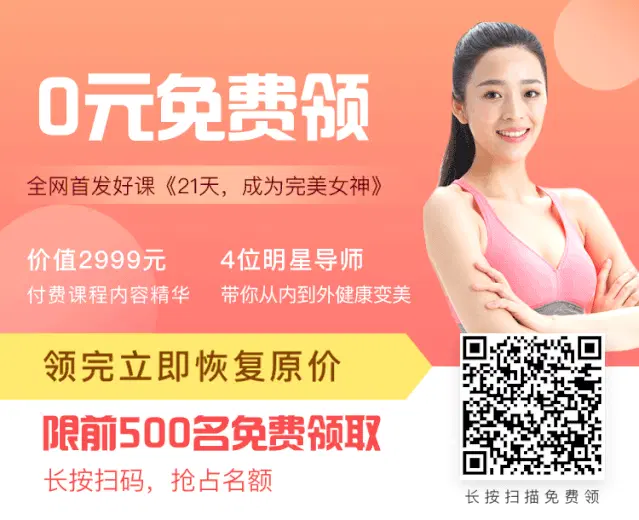 0元免费领
全网首发好课《21天，成为完美女神》
价值2999元
付费课程内容精华
4位明星导师
带你从内到外健康变美
领完立即恢复原价
限前500名免费领取
长按扫码，抢占名额
长按扫描免费领